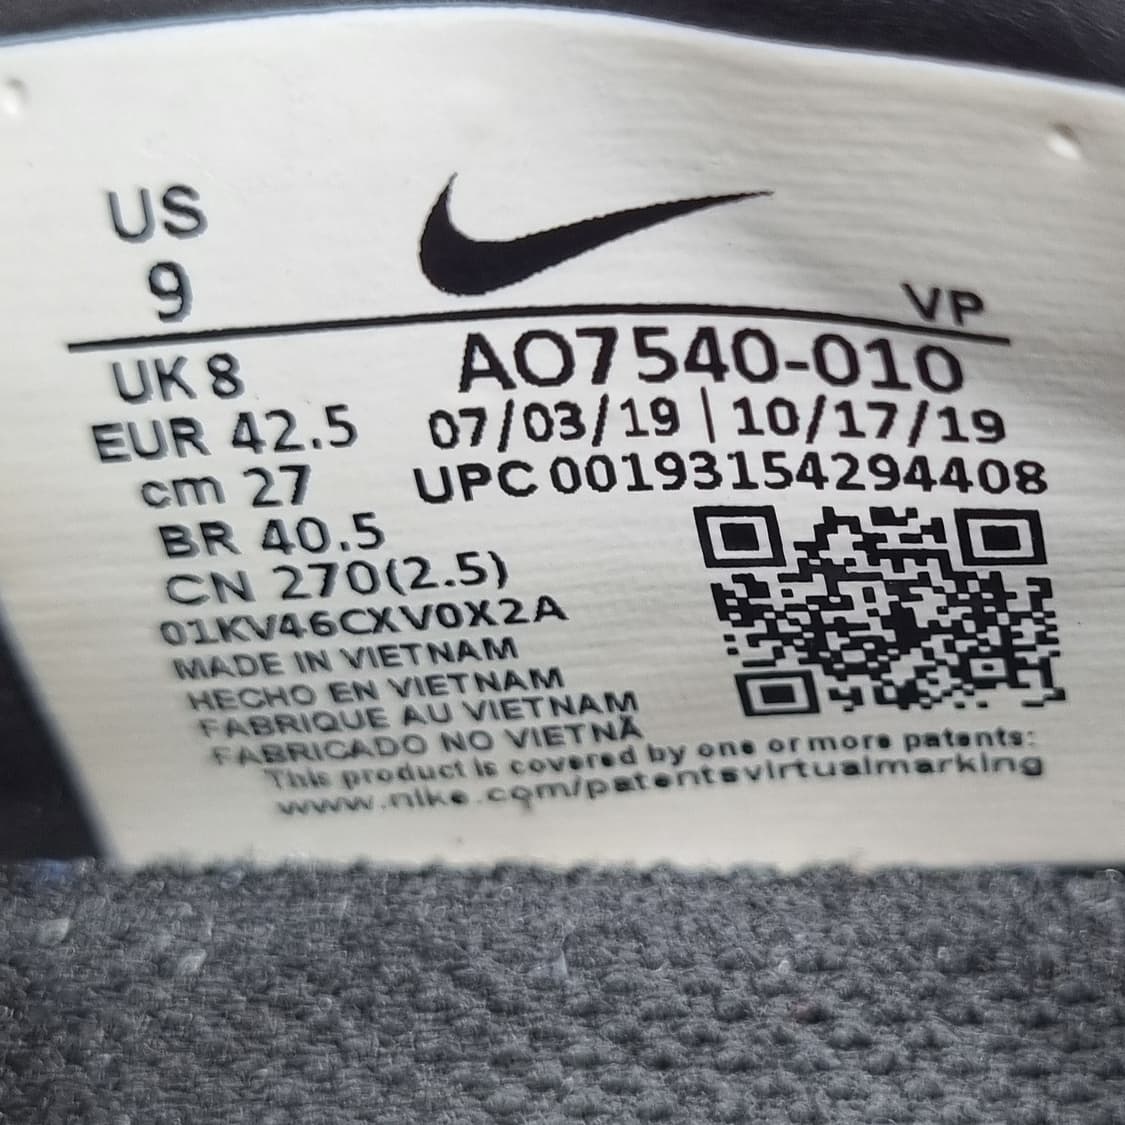 US
9
VP
UK 8
AO7540-010
EUR 42.5
07/03/19 | 10/17/19
cm 27
UPC 00193154294408
BR 40.5
CN 270(2.5)
01KV46CXV0X2A
MADE IN VIETNAM
HECHO EN VIETNAM
FABRIQUE AU VIETNAM
FABRICADO NO VIETNÃ
This product is covered by one or more patents:
www.nike.com/patentsvirtualmarking